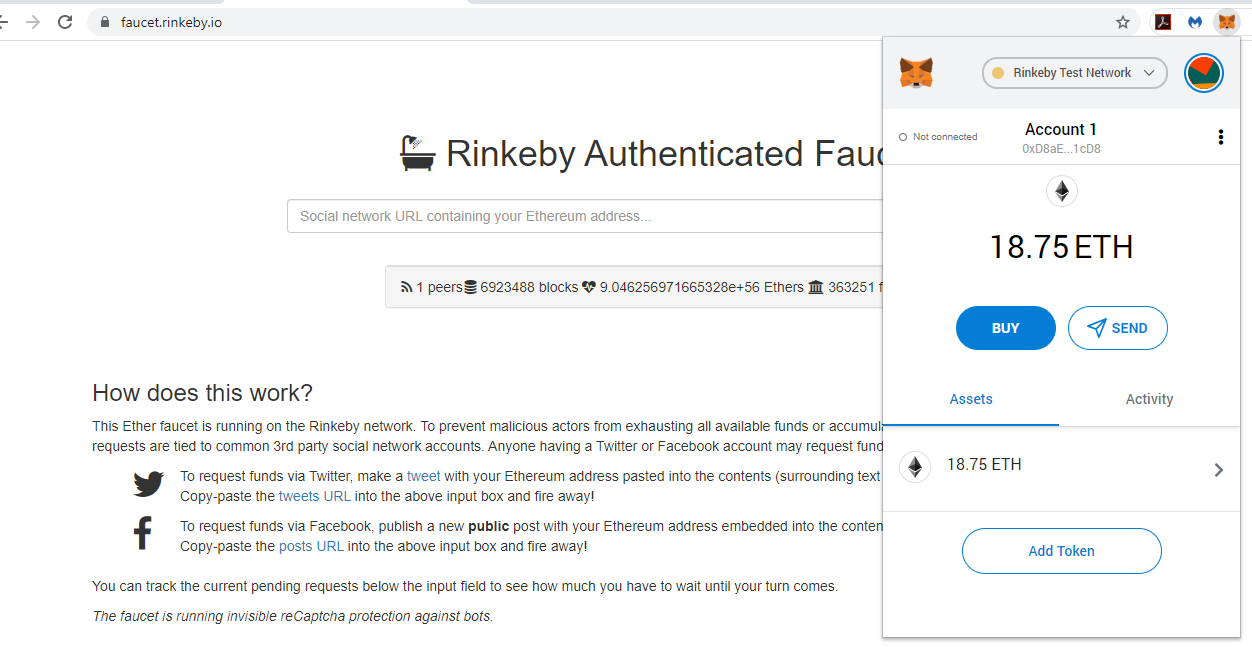 faucet.rinkeby.io
Rinkeby Authenticated Fauc
Social network URL containing your Ethereum address...
1 peers 6923488 blocks 9.046256971665328e+56 Ethers 363251 f
How does this work?
This Ether faucet is running on the Rinkeby network. To prevent malicious actors from exhausting all available funds or accumula
requests are tied to common 3rd party social network accounts. Anyone having a Twitter or Facebook account may request fund
To request funds via Twitter, make a tweet with your Ethereum address pasted into the contents (surrounding text
Copy-paste the tweets URL into the above input box and fire away!
To request funds via Facebook, publish a new public post with your Ethereum address embedded into the conten
Copy-paste the posts URL into the above input box and fire away!
You can track the current pending requests below the input field to see how much you have to wait until your turn comes.
The faucet is running invisible reCaptcha protection against bots.
Rinkeby Test Network
Not connected
Account 1
0xD8aE...1cD8
18.75 ETH
BUY
SEND
Assets
Activity
18.75 ETH
Add Token